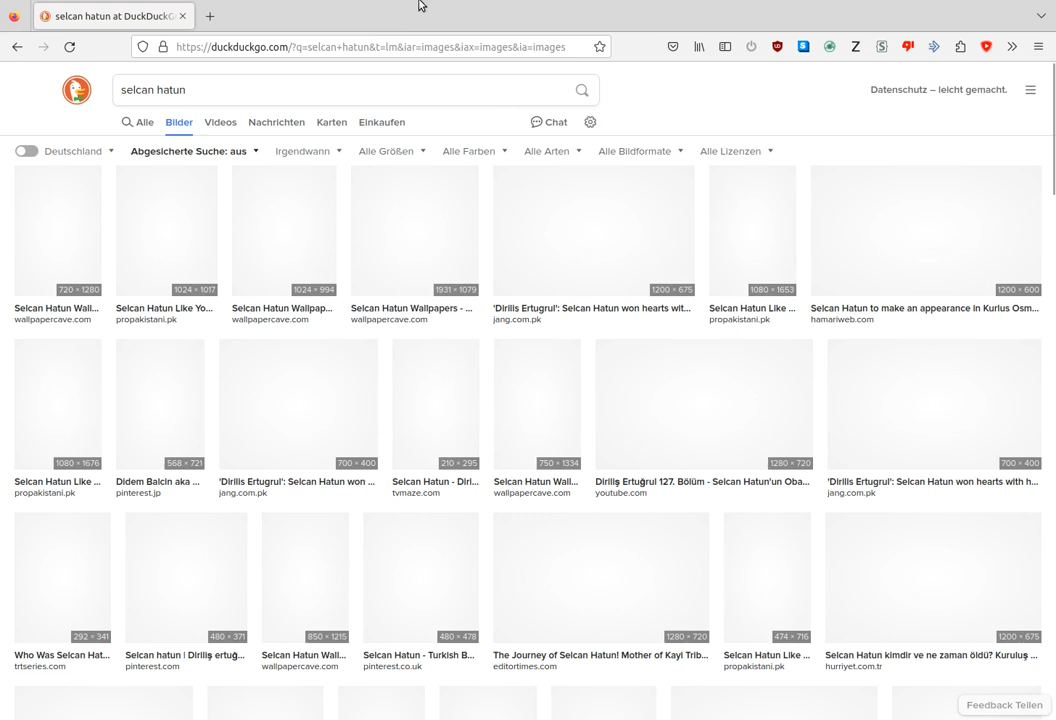 selcan hatun at DuckDuckG
https://duckduckgo.com/?q=selcan+hatun&t=lm&iar=images&iax=images&ia=images
selcan hatun
Datenschutz – leicht gemacht.
Alle Bilder Videos Nachrichten Karten Einkaufen Chat
Deutschland Abgesicherte Suche: aus Irgendwann Alle Größen Alle Farben Alle Arten Alle Bildformate Alle Lizenzen
720 × 1280 1024 × 1017 1024 × 994 1931 × 1079 1200 × 675 1080 × 1653 1200 × 600
Selcan Hatun Wall... Selcan Hatun Like Yo... Selcan Hatun Wallpap... Selcan Hatun Wallpapers - ... 'Dirilis Ertugrul': Selcan Hatun won hearts wit... Selcan Hatun Like ... Selcan Hatun to make an appearance in Kurlus Osm...
wallpapercave.com propakistani.pk wallpapercave.com wallpapercave.com jang.com.pk propakistani.pk hamariweb.com
1080 × 1676 568 × 721 700 × 400 210 × 295 750 × 1334 1280 × 720 700 × 400
Selcan Hatun Like ... Didem Balcin aka ... 'Dirilis Ertugrul': Selcan Hatun won ... Selcan Hatun - Diri... Selcan Hatun Wall... Diriliş Ertuğrul 127. Bölüm - Selcan Hatun'un Oba... 'Dirilis Ertugrul': Selcan Hatun won hearts with h...
propakistani.pk pinterest.jp jang.com.pk tvmaze.com wallpapercave.com youtube.com jang.com.pk
292 × 341 480 × 371 850 × 1215 480 × 478 1280 × 720 474 × 716 1200 × 675
Who Was Selcan Hat... Selcan hatun | Diriliş ertuğ... Selcan Hatun Wall... Selcan Hatun - Turkish B... The Journey of Selcan Hatun! Mother of Kayi Trib... Selcan Hatun Like ... Selcan Hatun kimdir ve ne zaman öldü? Kuruluş ...
trtseries.com pinterest.com wallpapercave.com pinterest.co.uk editortimes.com propakistani.pk hurriyet.com.tr
Feedback Teilen